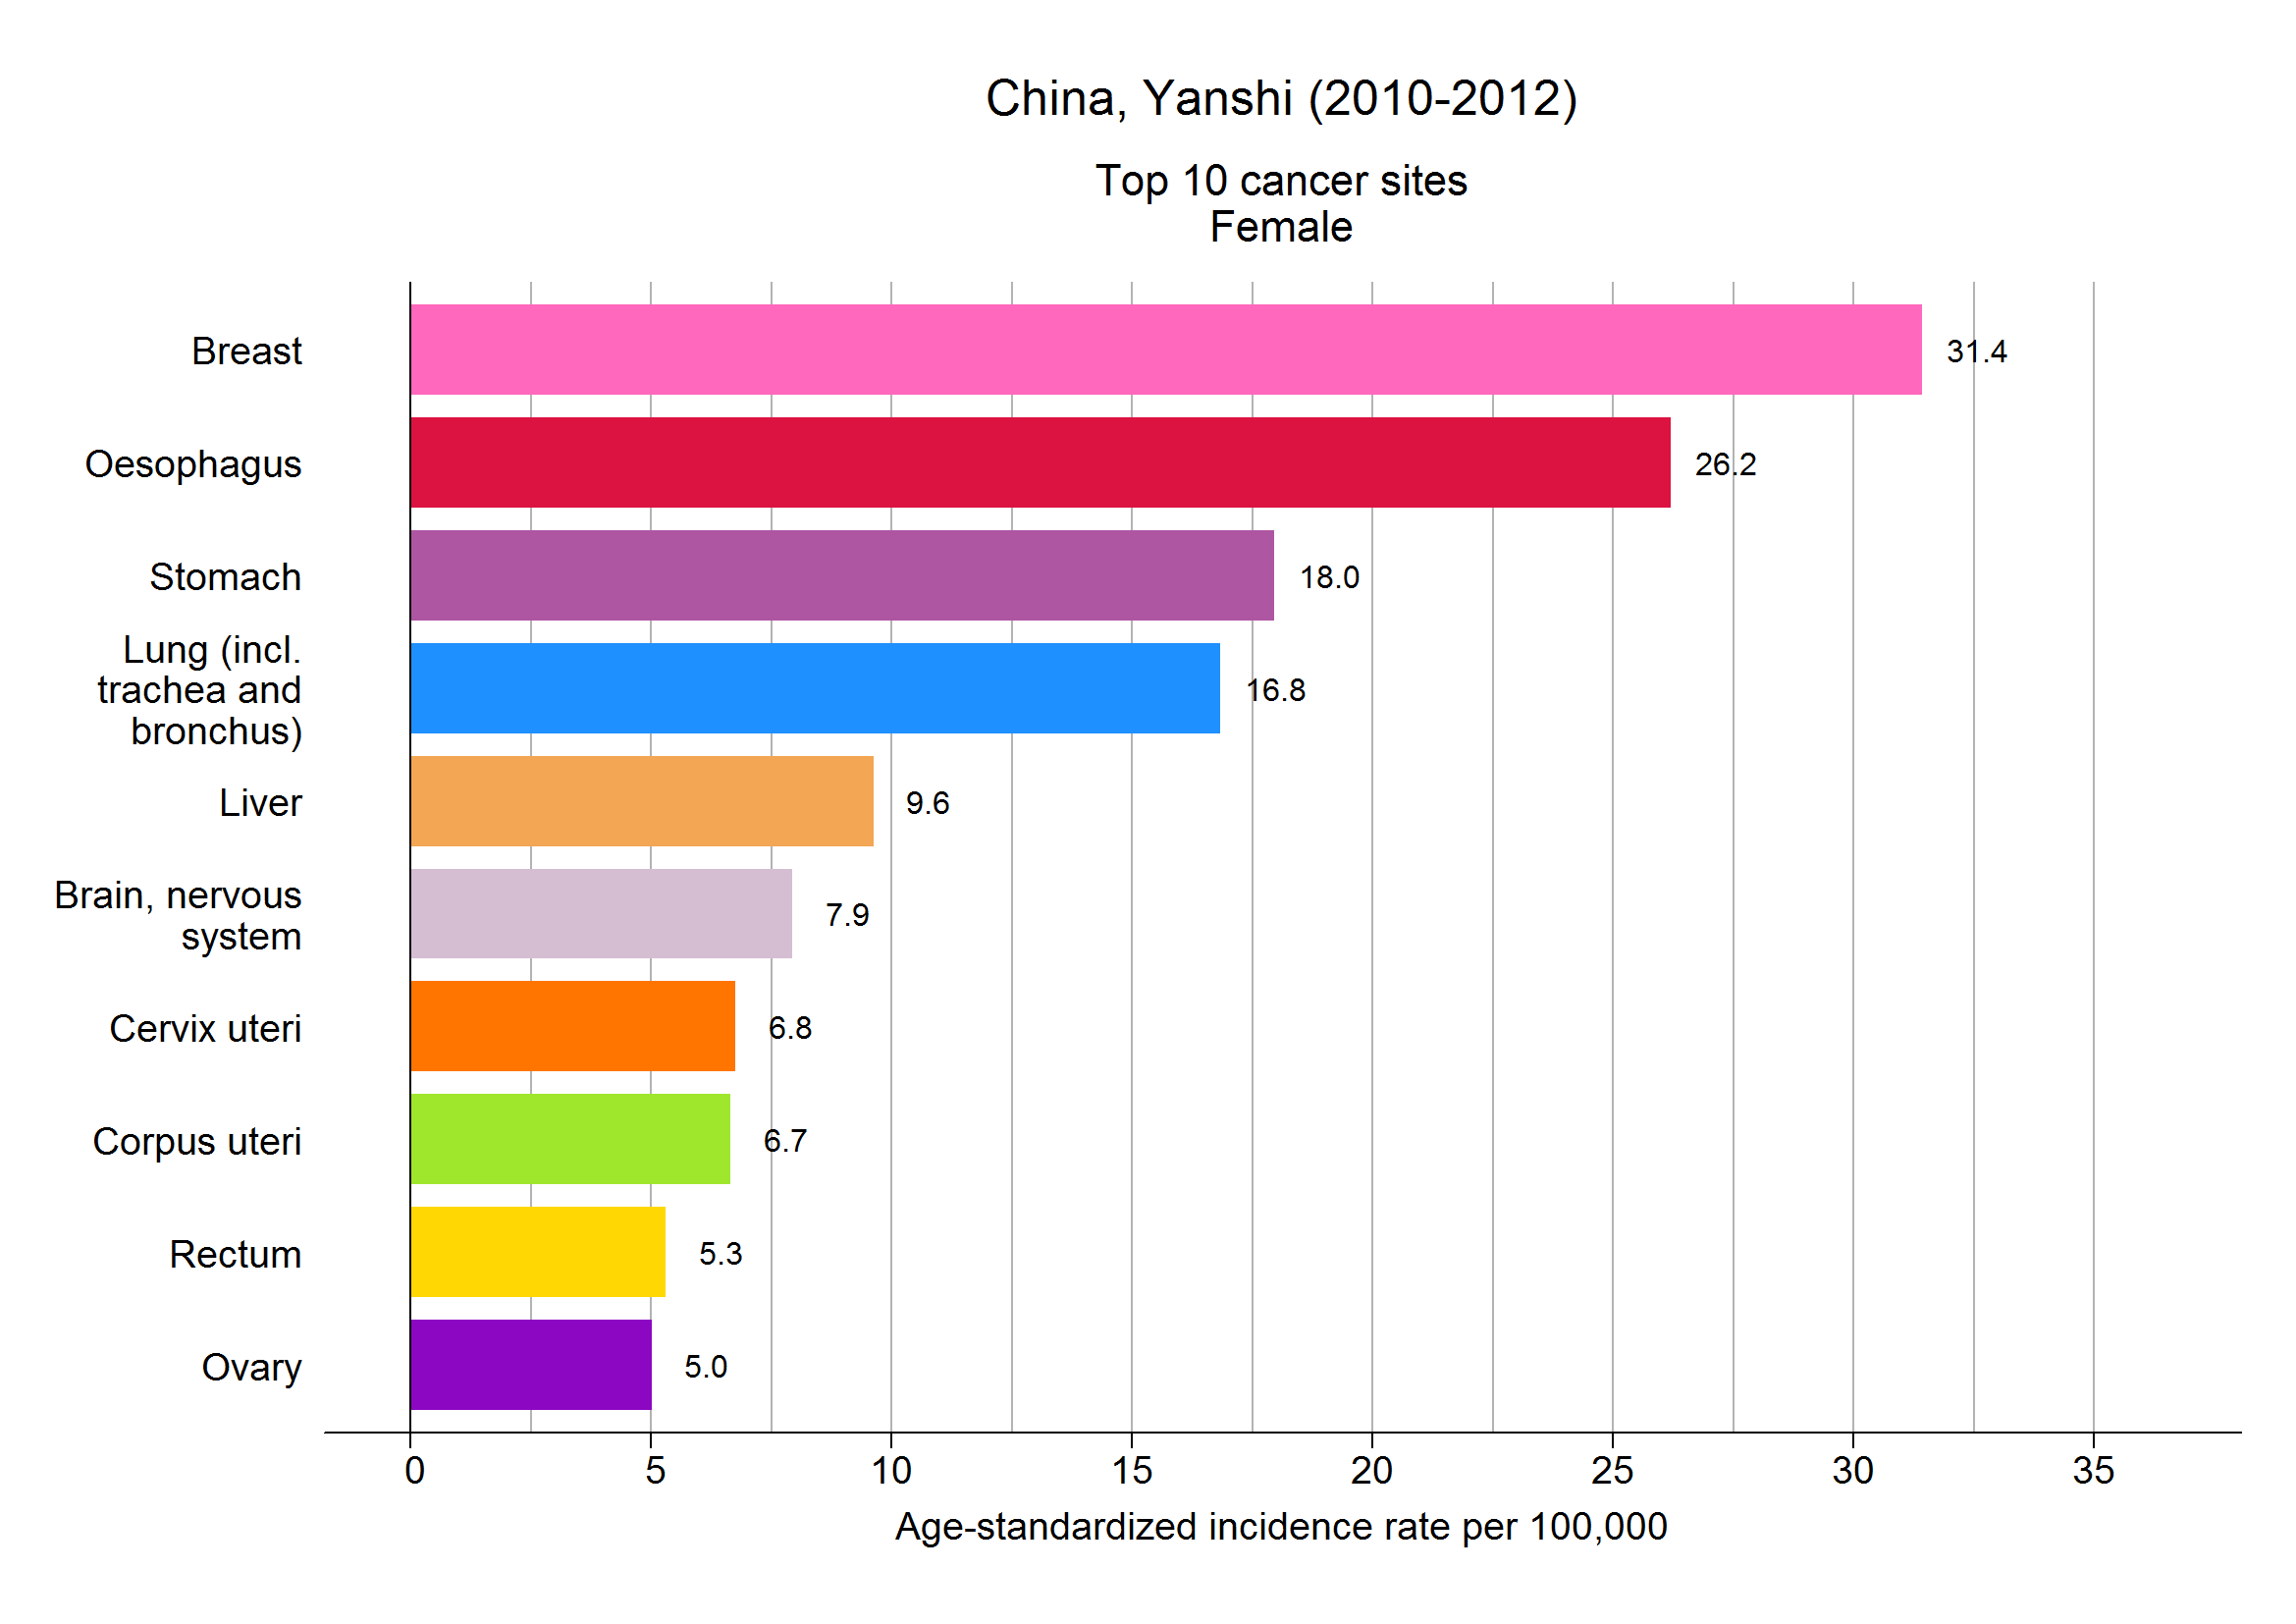 China, Yanshi (2010-2012)
Top 10 cancer sites
Female
Breast
31.4
Oesophagus
26.2
Stomach
18.0
Lung (incl.
trachea and
bronchus)
16.8
Liver
9.6
Brain, nervous
system
7.9
Cervix uteri
6.8
Corpus uteri
6.7
Rectum
5.3
Ovary
5.0
0 5 10 15 20 25 30 35
Age-standardized incidence rate per 100,000